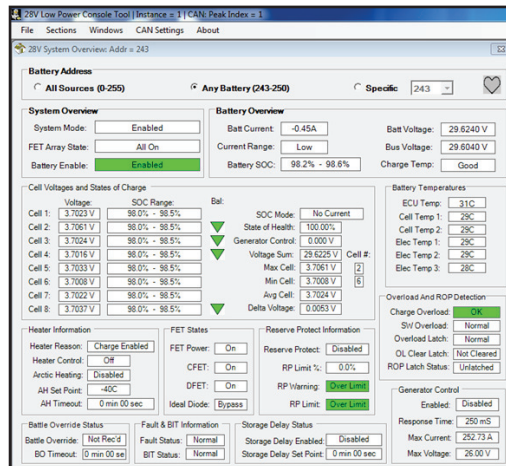 28V Low Power Console Tool | Instance = 1 | CAN: Peak Index = 1
File Sections Windows CAN Settings About
28V System Overview: Addr = 243
Battery Address
All Sources (0-255) Any Battery (243-250) Specific 243
System Overview
System Mode: Enabled
FET Array State: All On
Battery Enable: Enabled
Battery Overview
Batt Current: -0.45A Batt Voltage: 29.6240 V
Current Range: Low Bus Voltage: 29.6040 V
Battery SOC: 98.2% - 98.6% Charge Temp: Good
Cell Voltages and States of Charge
Voltage: SOC Range: Bal:
Cell 1: 3.7023 V 98.0% - 98.5%
Cell 2: 3.7061 V 98.0% - 98.5%
Cell 3: 3.7024 V 98.0% - 98.5%
Cell 4: 3.7016 V 98.0% - 98.5%
Cell 5: 3.7033 V 98.0% - 98.5%
Cell 6: 3.7008 V 98.0% - 98.5%
Cell 7: 3.7022 V 98.0% - 98.5%
Cell 8: 3.7037 V 98.0% - 98.5%
SOC Mode: No Current
State of Health: 100.00%
Generator Control: 0.000 V
Voltage Sum: 29.6225 V Cell #:
Max Cell: 3.7061 V 2
Min Cell: 3.7008 V 6
Avg Cell: 3.7024 V
Delta Voltage: 0.0053 V
Battery Temperatures
ECU Temp: 31C
Cell Temp 1: 29C
Cell Temp 2: 29C
Elec Temp 1: 29C
Elec Temp 2: 29C
Elec Temp 3: 28C
Overload And ROP Detection
Charge Overload: OK
SW Overload: Normal
Overload Latch: Normal
OL Clear Latch: Not Cleared
ROP Latch Status: Unlatched
Heater Information
Heater Reason: Charge Enabled
Heater Control: Off
Arctic Heating: Disabled
AH Set Point: -40C
AH Timeout: 0 min 00 sec
FET States
FET Power: On
CFET: On
DFET: On
Ideal Diode: Bypass
Reserve Protect Information
Reserve Protect: Disabled
RP Limit %: 0.0%
RP Warning: Over Limit
RP Limit: Over Limit
Generator Control
Enabled: Disabled
Response Time: 250 mS
Max Current: 252.73 A
Max Voltage: 26.00 V
Battle Override Status
Battle Override: Not Rec'd
BO Timeout: 0 min 00 se
Fault & BIT Information
Fault Status: Normal
BIT Status: Normal
Storage Delay Status
Storage Delay Enabled: Disabled
Storage Delay Set Point: 0 min 00 sec